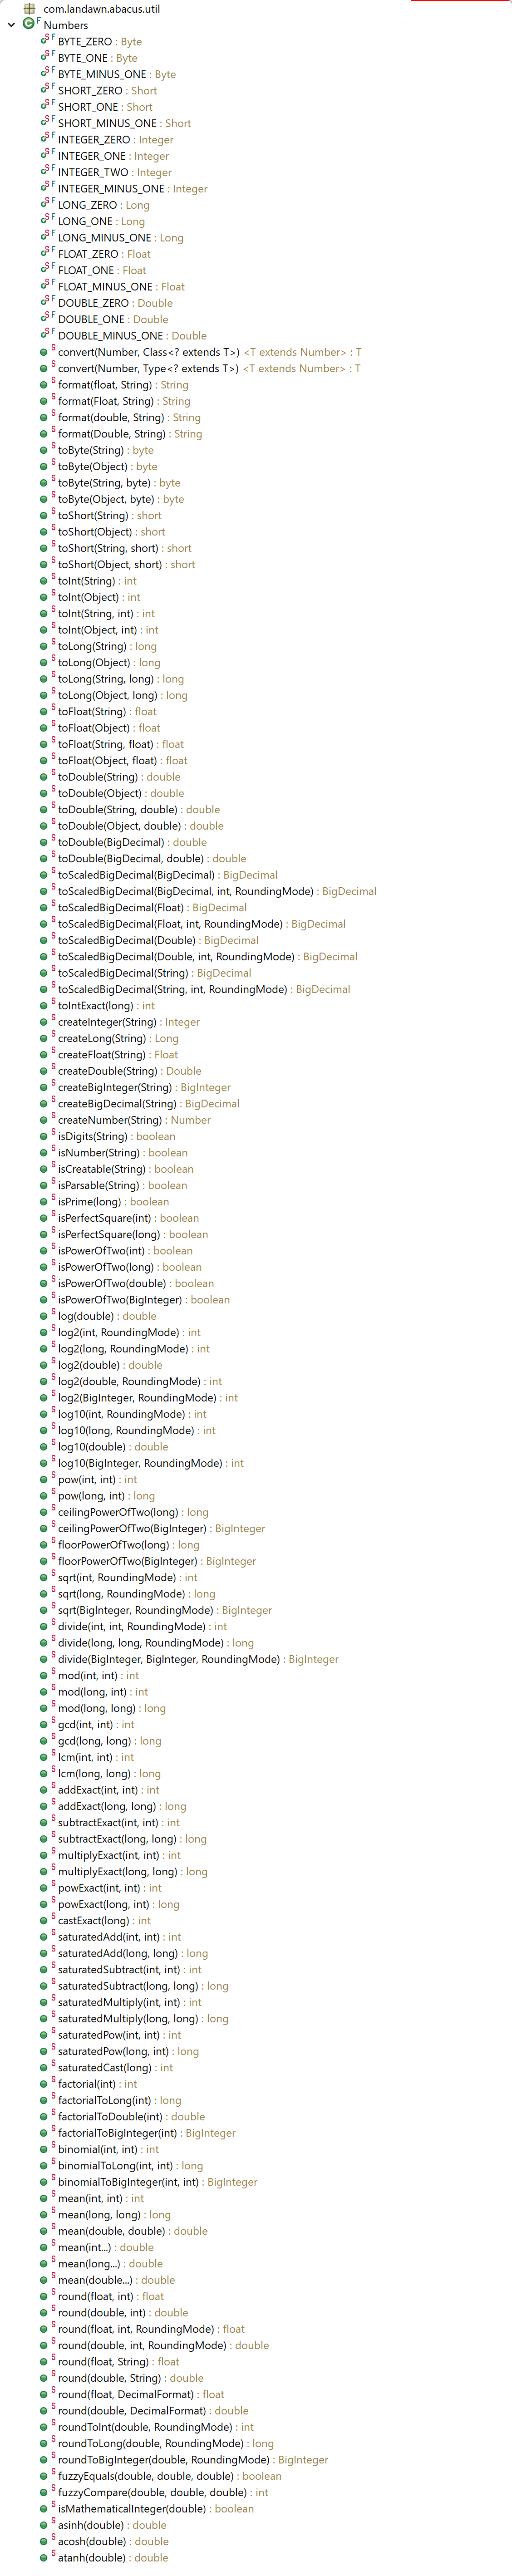 com.landawn.abacus.util
Numbers
BYTE_ZERO : Byte
BYTE_ONE : Byte
BYTE_MINUS_ONE : Byte
SHORT_ZERO : Short
SHORT_ONE : Short
SHORT_MINUS_ONE : Short
INTEGER_ZERO : Integer
INTEGER_ONE : Integer
INTEGER_TWO : Integer
INTEGER_MINUS_ONE : Integer
LONG_ZERO : Long
LONG_ONE : Long
LONG_MINUS_ONE : Long
FLOAT_ZERO : Float
FLOAT_ONE : Float
FLOAT_MINUS_ONE : Float
DOUBLE_ZERO : Double
DOUBLE_ONE : Double
DOUBLE_MINUS_ONE : Double
convert(Number, Class<? extends T>) <T extends Number> : T
convert(Number, Type<? extends T>) <T extends Number> : T
format(float, String) : String
format(Float, String) : String
format(double, String) : String
format(Double, String) : String
toByte(String) : byte
toByte(Object) : byte
toByte(String, byte) : byte
toByte(Object, byte) : byte
toShort(String) : short
toShort(Object) : short
toShort(String, short) : short
toShort(Object, short) : short
toInt(String) : int
toInt(Object) : int
toInt(String, int) : int
toInt(Object, int) : int
toLong(String) : long
toLong(Object) : long
toLong(String, long) : long
toLong(Object, long) : long
toFloat(String) : float
toFloat(Object) : float
toFloat(String, float) : float
toFloat(Object, float) : float
toDouble(String) : double
toDouble(Object) : double
toDouble(String, double) : double
toDouble(Object, double) : double
toDouble(BigDecimal) : double
toDouble(BigDecimal, double) : double
toScaledBigDecimal(BigDecimal) : BigDecimal
toScaledBigDecimal(BigDecimal, int, RoundingMode) : BigDecimal
toScaledBigDecimal(Float) : BigDecimal
toScaledBigDecimal(Float, int, RoundingMode) : BigDecimal
toScaledBigDecimal(Double) : BigDecimal
toScaledBigDecimal(Double, int, RoundingMode) : BigDecimal
toScaledBigDecimal(String) : BigDecimal
toScaledBigDecimal(String, int, RoundingMode) : BigDecimal
toIntExact(long) : int
createInteger(String) : Integer
createLong(String) : Long
createFloat(String) : Float
createDouble(String) : Double
createBigInteger(String) : BigInteger
createBigDecimal(String) : BigDecimal
createNumber(String) : Number
isDigits(String) : boolean
isNumber(String) : boolean
isCreatable(String) : boolean
isParsable(String) : boolean
isPrime(long) : boolean
isPerfectSquare(int) : boolean
isPerfectSquare(long) : boolean
isPowerOfTwo(int) : boolean
isPowerOfTwo(long) : boolean
isPowerOfTwo(double) : boolean
isPowerOfTwo(BigInteger) : boolean
log(double) : double
log2(int, RoundingMode) : int
log2(long, RoundingMode) : int
log2(double) : double
log2(double, RoundingMode) : int
log2(BigInteger, RoundingMode) : int
log10(int, RoundingMode) : int
log10(long, RoundingMode) : int
log10(double) : double
log10(BigInteger, RoundingMode) : int
pow(int, int) : int
pow(long, int) : long
ceilingPowerOfTwo(long) : long
ceilingPowerOfTwo(BigInteger) : BigInteger
floorPowerOfTwo(long) : long
floorPowerOfTwo(BigInteger) : BigInteger
sqrt(int, RoundingMode) : int
sqrt(long, RoundingMode) : long
sqrt(BigInteger, RoundingMode) : BigInteger
divide(int, int, RoundingMode) : int
divide(long, long, RoundingMode) : long
divide(BigInteger, BigInteger, RoundingMode) : BigInteger
mod(int, int) : int
mod(long, int) : int
mod(long, long) : long
gcd(int, int) : int
gcd(long, long) : long
lcm(int, int) : int
lcm(long, long) : long
addExact(int, int) : int
addExact(long, long) : long
subtractExact(int, int) : int
subtractExact(long, long) : long
multiplyExact(int, int) : int
multiplyExact(long, long) : long
powExact(int, int) : int
powExact(long, int) : long
castExact(long) : int
saturatedAdd(int, int) : int
saturatedAdd(long, long) : long
saturatedSubtract(int, int) : int
saturatedSubtract(long, long) : long
saturatedMultiply(int, int) : int
saturatedMultiply(long, long) : long
saturatedPow(int, int) : int
saturatedPow(long, int) : long
saturatedCast(long) : int
factorial(int) : int
factorialToLong(int) : long
factorialToDouble(int) : double
factorialToBigInteger(int) : BigInteger
binomial(int, int) : int
binomialToLong(int, int) : long
binomialToBigInteger(int, int) : BigInteger
mean(int, int) : int
mean(long, long) : long
mean(double, double) : double
mean(int...) : double
mean(long...) : double
mean(double...) : double
round(float, int) : float
round(double, int) : double
round(float, int, RoundingMode) : float
round(double, int, RoundingMode) : double
round(float, String) : float
round(double, String) : double
round(float, DecimalFormat) : float
round(double, DecimalFormat) : double
roundToInt(double, RoundingMode) : int
roundToLong(double, RoundingMode) : long
roundToBigInteger(double, RoundingMode) : BigInteger
fuzzyEquals(double, double, double) : boolean
fuzzyCompare(double, double, double) : int
isMathematicalInteger(double) : boolean
asinh(double) : double
acosh(double) : double
atanh(double) : double